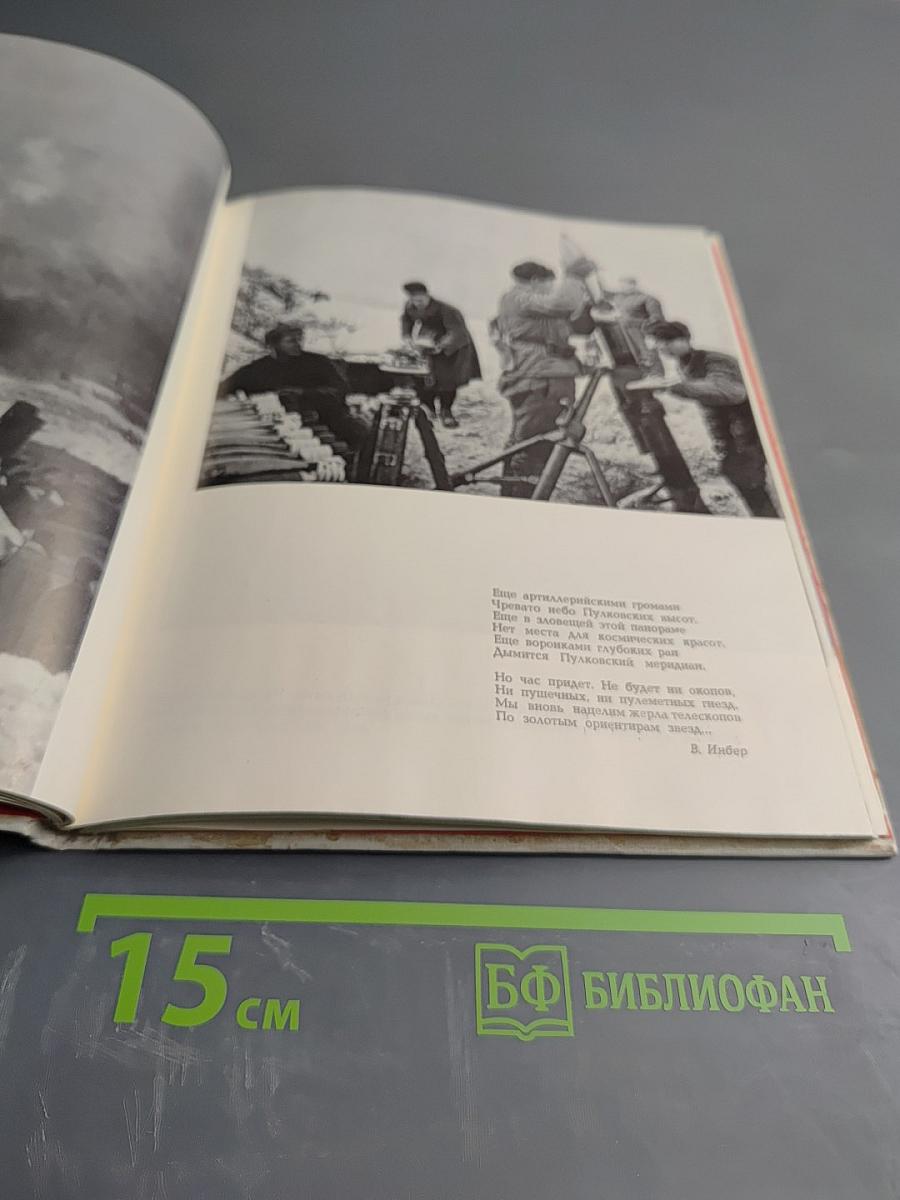 Еще артиллерийскими громами
Чревато небо Пулковских высот.
Еще в зловещей этой панораме
Нет места для космических красот.
Еще воронками глубоких ран
Дымится Пулковский меридиан.
Но час придет. Не будет ни окопов,
Ни пушечных, ни пулеметных гнезд.
Мы вновь нацелим жерла телескопов
По золотым ориентирам звезд...
В. Инбер
15 см
БФ БИБЛИОФАН